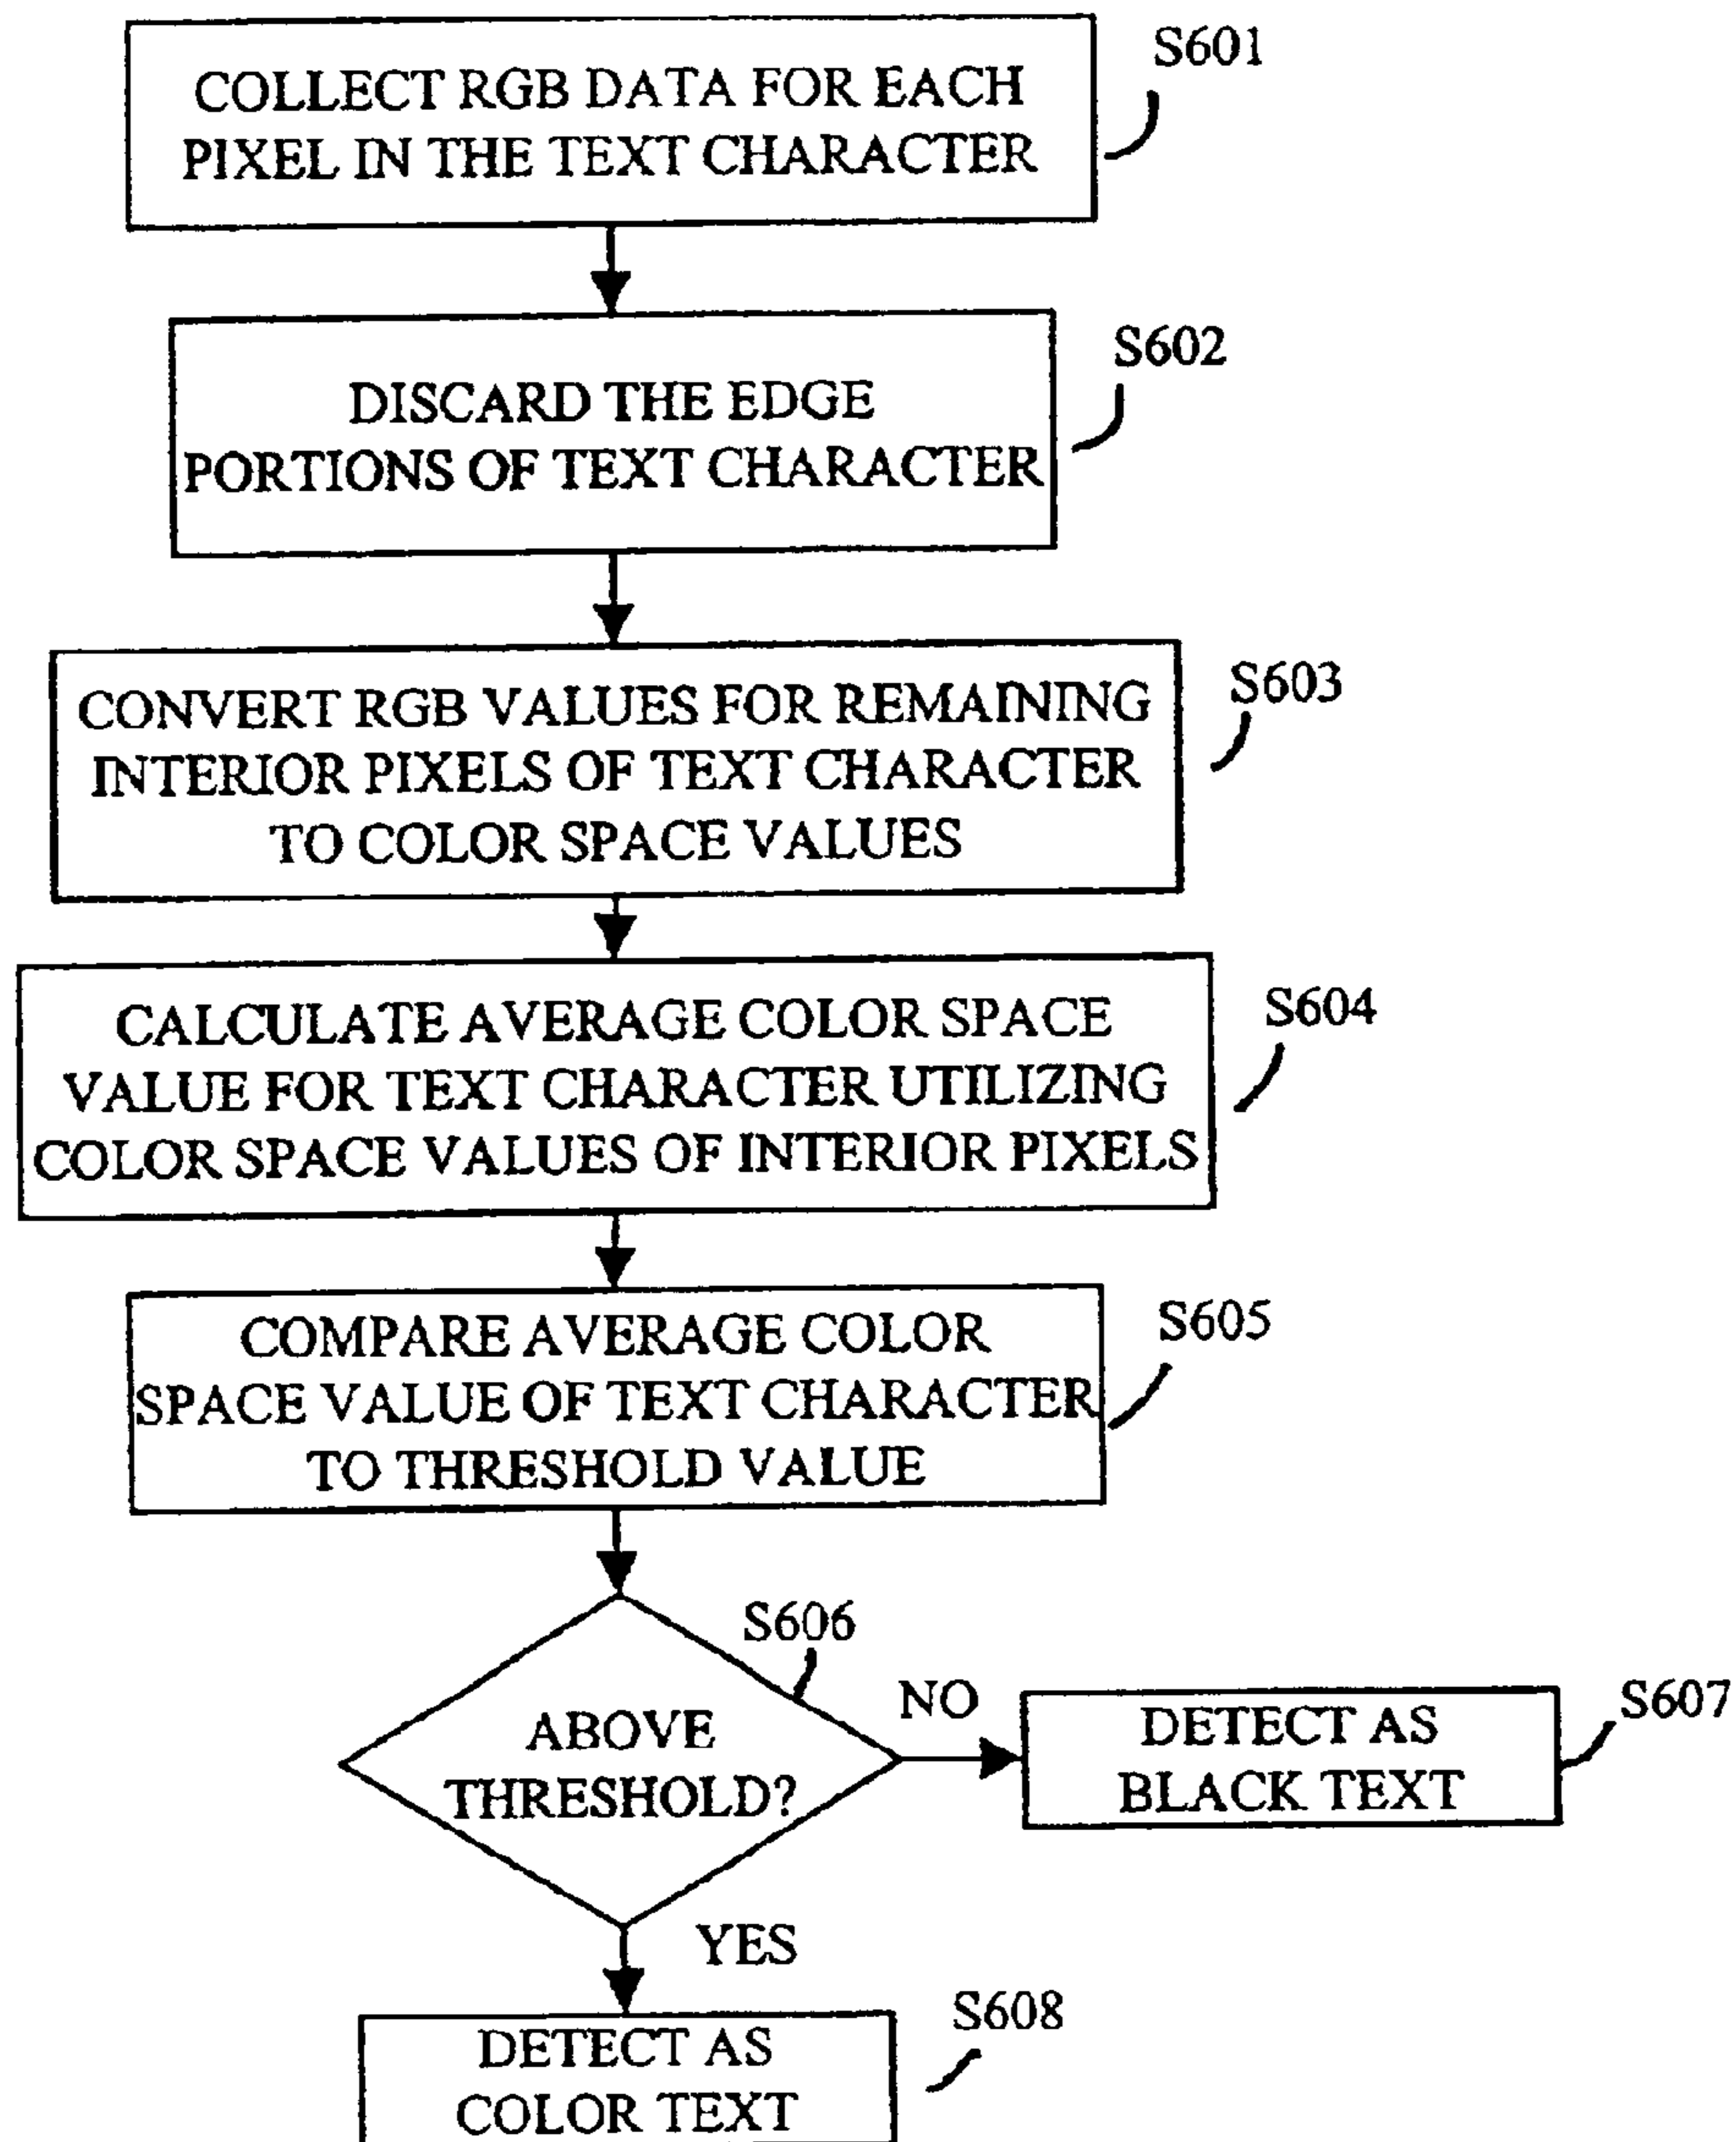 COLLECT RGB DATA FOR EACH
PIXEL IN THE TEXT CHARACTER
S601
DISCARD THE EDGE
PORTIONS OF TEXT CHARACTER
S602
CONVERT RGB VALUES FOR REMAINING
INTERIOR PIXELS OF TEXT CHARACTER
TO COLOR SPACE VALUES
S603
CALCULATE AVERAGE COLOR SPACE
VALUE FOR TEXT CHARACTER UTILIZING
COLOR SPACE VALUES OF INTERIOR PIXELS
S604
COMPARE AVERAGE COLOR
SPACE VALUE OF TEXT CHARACTER
TO THRESHOLD VALUE
S605
S606
ABOVE
THRESHOLD?
NO
DETECT AS
BLACK TEXT
S607
YES
DETECT AS
COLOR TEXT
S608